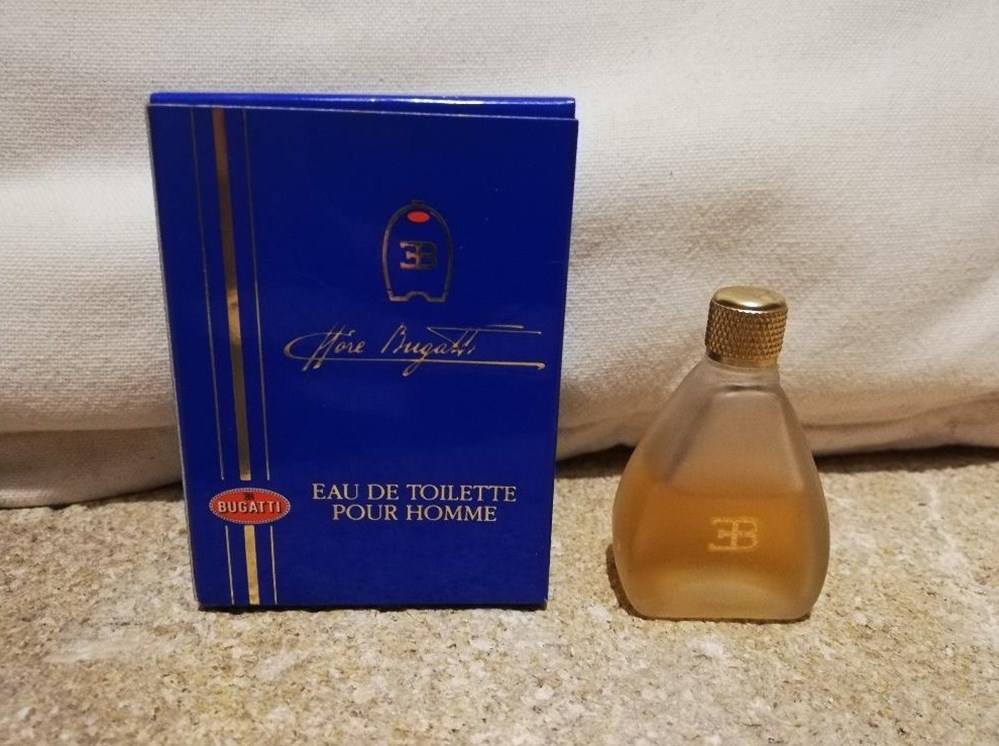 EB
Ettore Bugatti
BUGATTI
EAU DE TOILETTE
POUR HOMME
EB